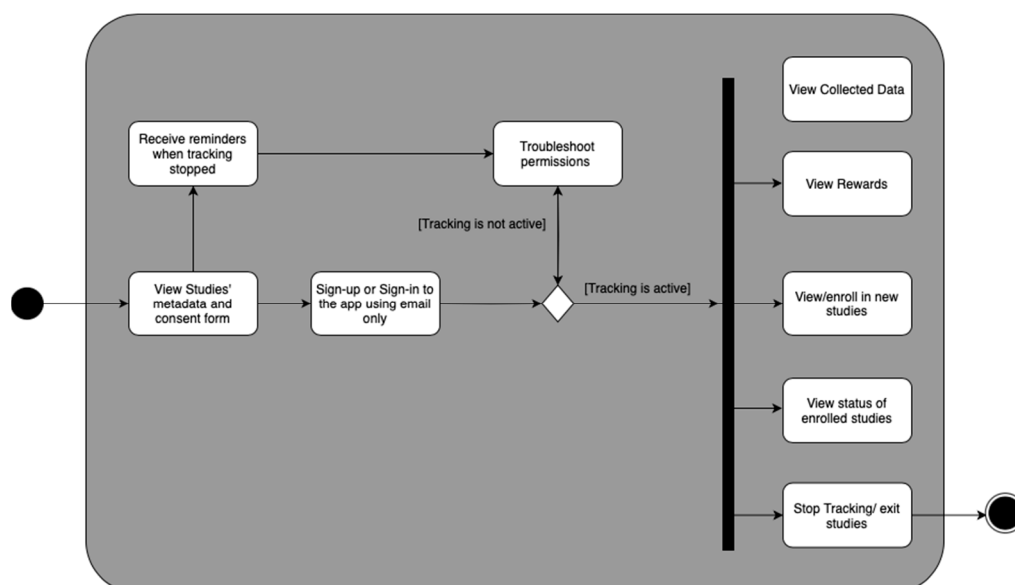 View Collected Data
Receive reminders
when tracking
stopped
Troubleshoot
permissions
View Rewards
[Tracking is not active]
View Studies'
metadata and
consent form
Sign-up or Sign-in to
the app using email
only
[Tracking is active]
View/enroll in new
studies
View status of
enrolled studies
Stop Tracking/ exit
studies